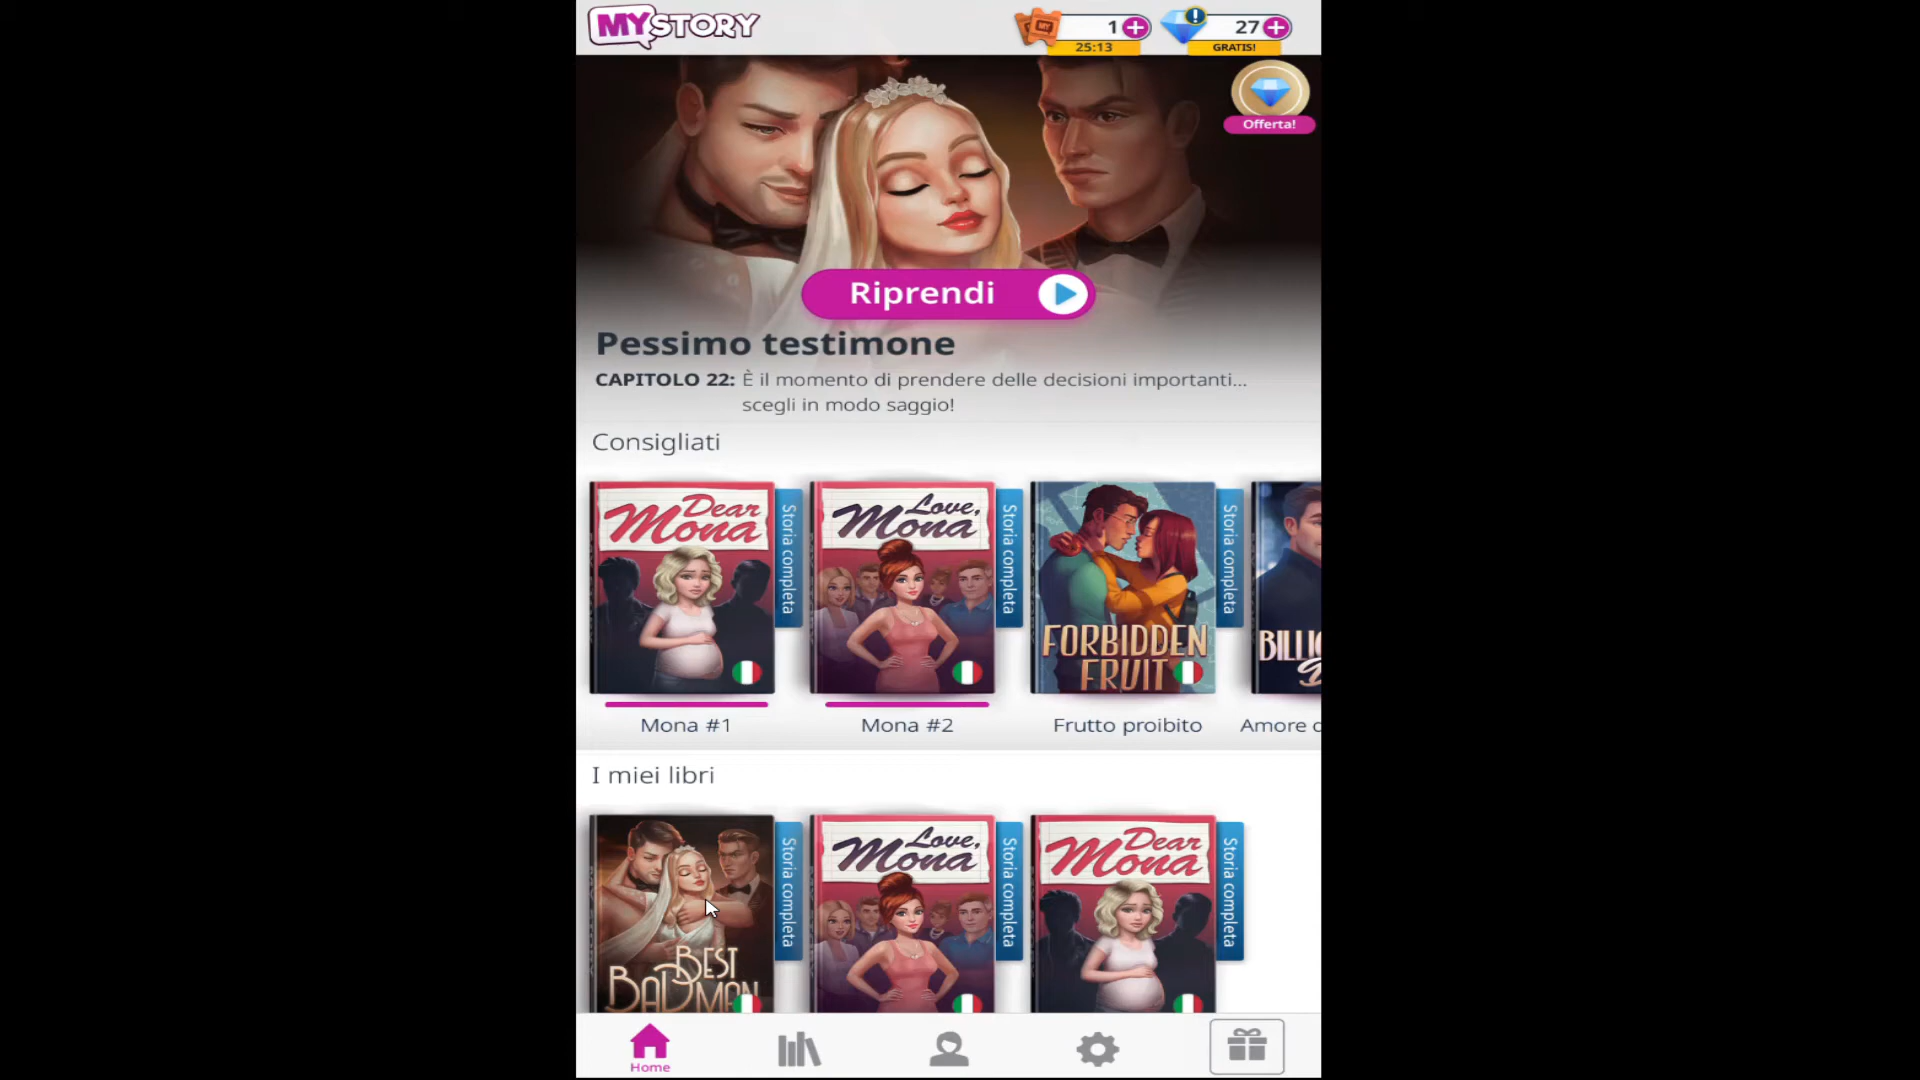 MYSTORY
1
25:13
27
GRATIS!
Offerta!
Riprendi
Pessimo testimone
CAPITOLO 22: È il momento di prendere delle decisioni importanti...
scegli in modo saggio!
Consigliati
Dear Mona
Storia completa
Love, Mona
Storia completa
FORBIDDEN FRUIT
Storia completa
Mona #1
Mona #2
Frutto proibito
Amore
I miei libri
BEST BAD MAN
Storia completa
Love, Mona
Storia completa
Dear Mona
Storia completa
Home